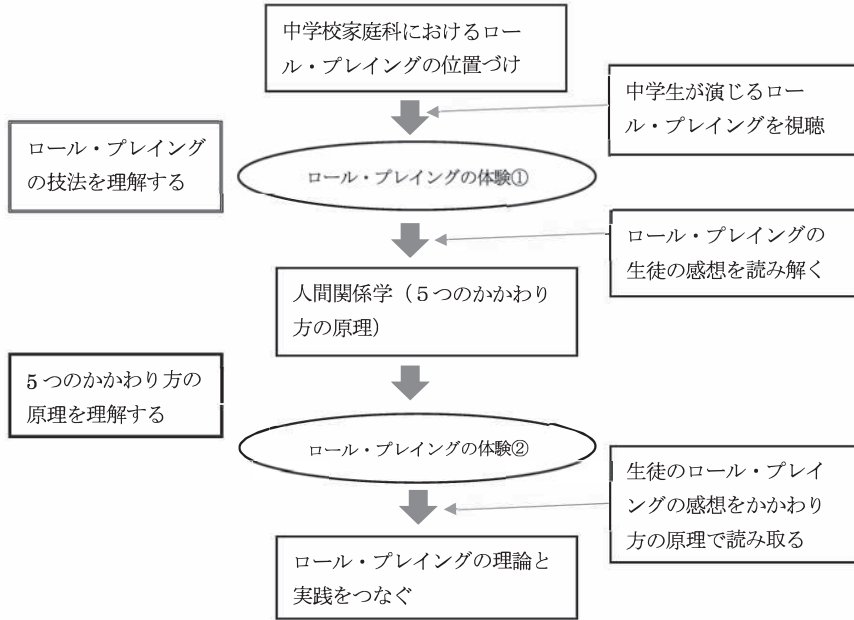 中学校家庭科におけるロー
ル・プレイングの位置づけ
中学生が演じるロー
ル・プレイングを視聴
ロール・プレイング
の技法を理解する
ロール・プレイングの体験①
ロール・プレイングの
生徒の感想を読み解く
人間関係学（５つのかかわり
方の原理）
５つのかかわり方の
原理を理解する
ロール・プレイングの体験②
生徒のロール・プレイ
ングの感想をかかわり
方の原理で読み取る
ロール・プレイングの理論と
実践をつなぐ